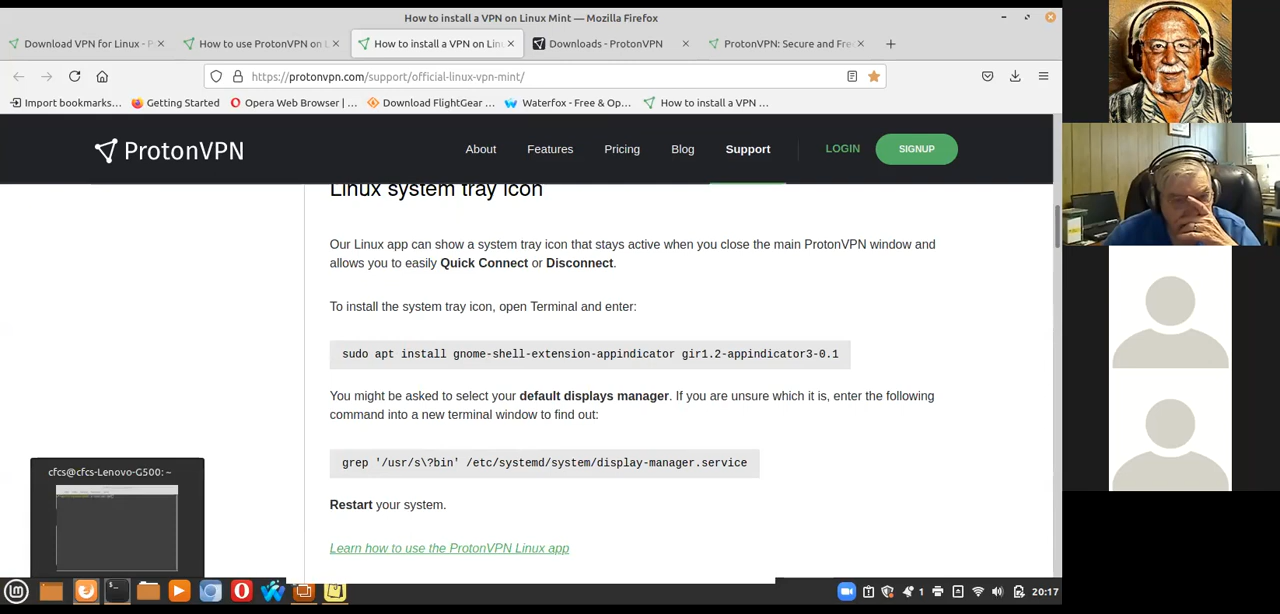 How to install a VPN on Linux Mint — Mozilla Firefox
Download VPN for Linux - P
How to use ProtonVPN on L
How to install a VPN on Lin
Downloads - ProtonVPN
ProtonVPN: Secure and Fre
https://protonvpn.com/support/official-linux-vpn-mint/
Import bookmarks...
Getting Started
Opera Web Browser | ...
Download FlightGear ...
Waterfox - Free & Op...
How to install a VPN ...
ProtonVPN
About
Features
Pricing
Blog
Support
LOGIN
SIGNUP
Linux system tray icon
Our Linux app can show a system tray icon that stays active when you close the main ProtonVPN window and
allows you to easily Quick Connect or Disconnect.
To install the system tray icon, open Terminal and enter:
sudo apt install gnome-shell-extension-appindicator gir1.2-appindicator3-0.1
You might be asked to select your default displays manager. If you are unsure which it is, enter the following
command into a new terminal window to find out:
grep '/usr/s\?bin' /etc/systemd/system/display-manager.service
Restart your system.
Learn how to use the ProtonVPN Linux app
cfcs@cfcs-Lenovo-G500: ~
1
20:17